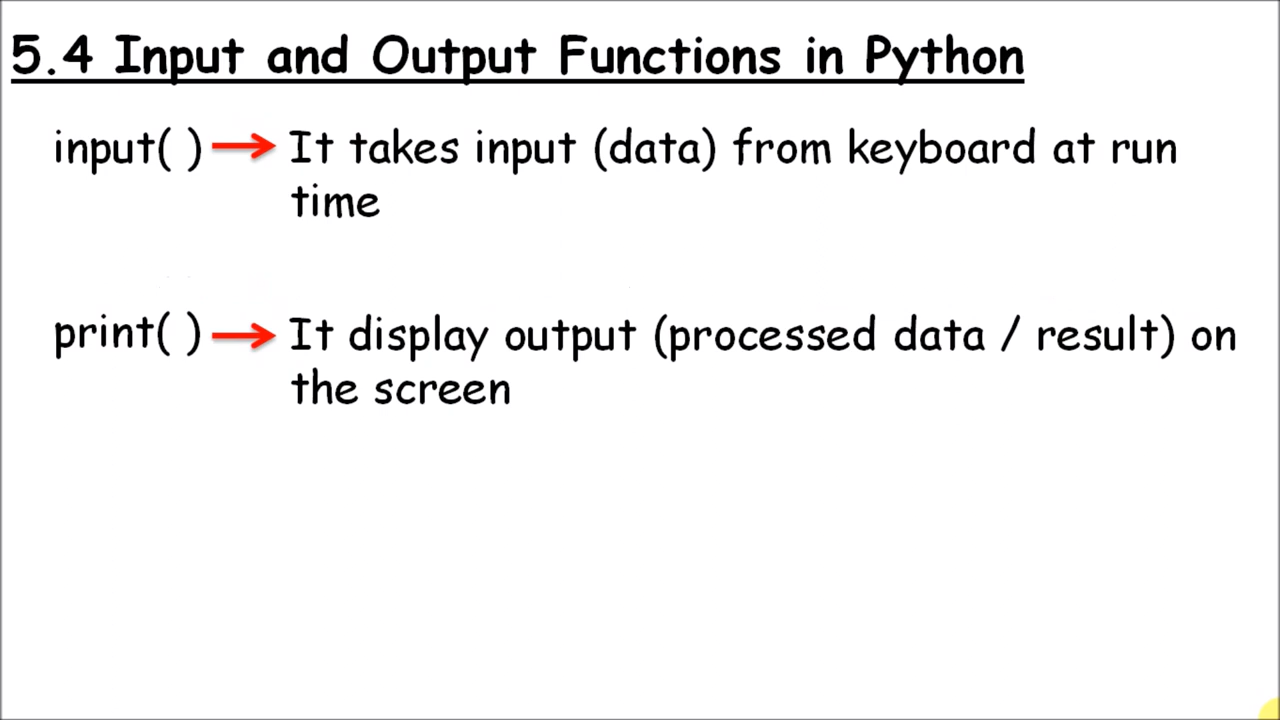 5.4 Input and Output Functions in Python
input( ) → It takes input (data) from keyboard at run
time
print( ) → It display output (processed data / result) on
the screen